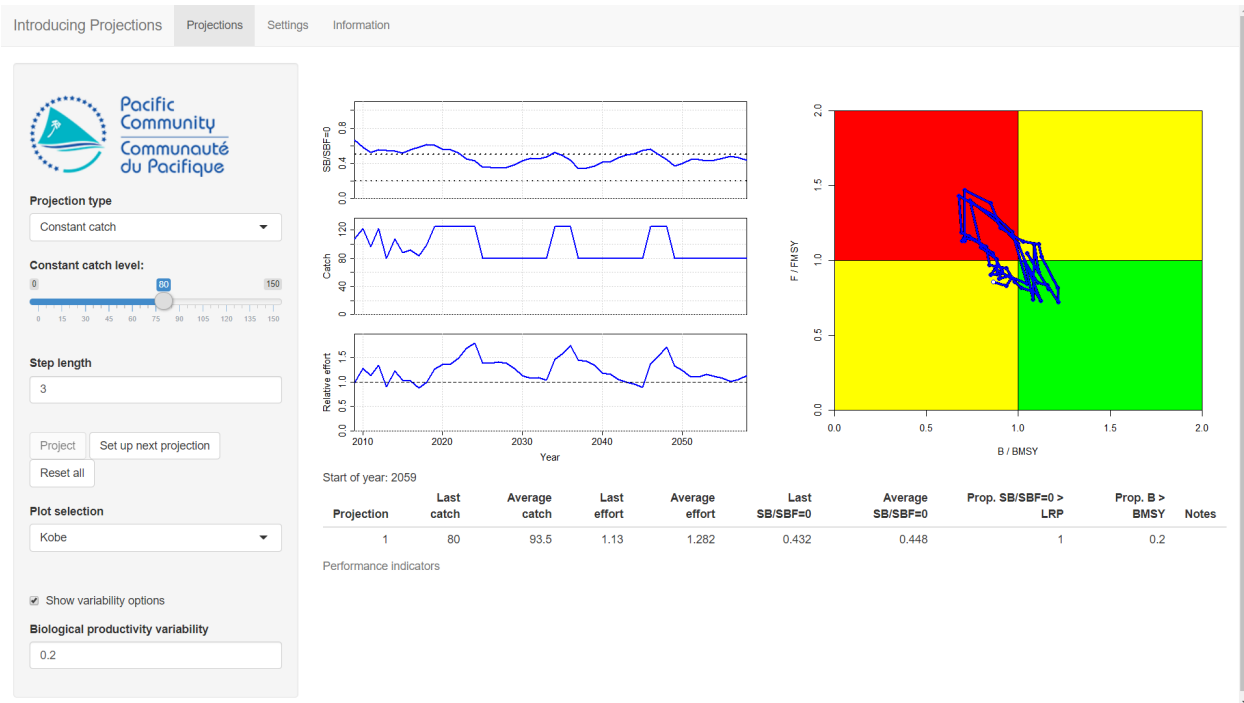 Introducing Projections Projections Settings Information
Pacific
Community
Communauté
du Pacifique
Projection type
Constant catch
Constant catch level:
0 80 150
0 15 30 45 60 75 90 105 120 135 150
Step length
3
Project Set up next projection
Reset all
Plot selection
Kobe
Show variability options
Biological productivity variability
0.2
SB/SBF=0
0.0 0.4 0.8
Catch
0 40 80 120
Relative effort
0.0 0.5 1.0 1.5
2010 2020 2030 2040 2050
Year
F / FMSY
0.0 0.5 1.0 1.5 2.0
0.0 0.5 1.0 1.5 2.0
B / BMSY
Start of year: 2059
Projection Last catch Average catch Last effort Average effort Last SB/SBF=0 Average SB/SBF=0 Prop. SB/SBF=0 > LRP Prop. B > BMSY Notes
1 80 93.5 1.13 1.282 0.432 0.448 1 0.2
Performance indicators